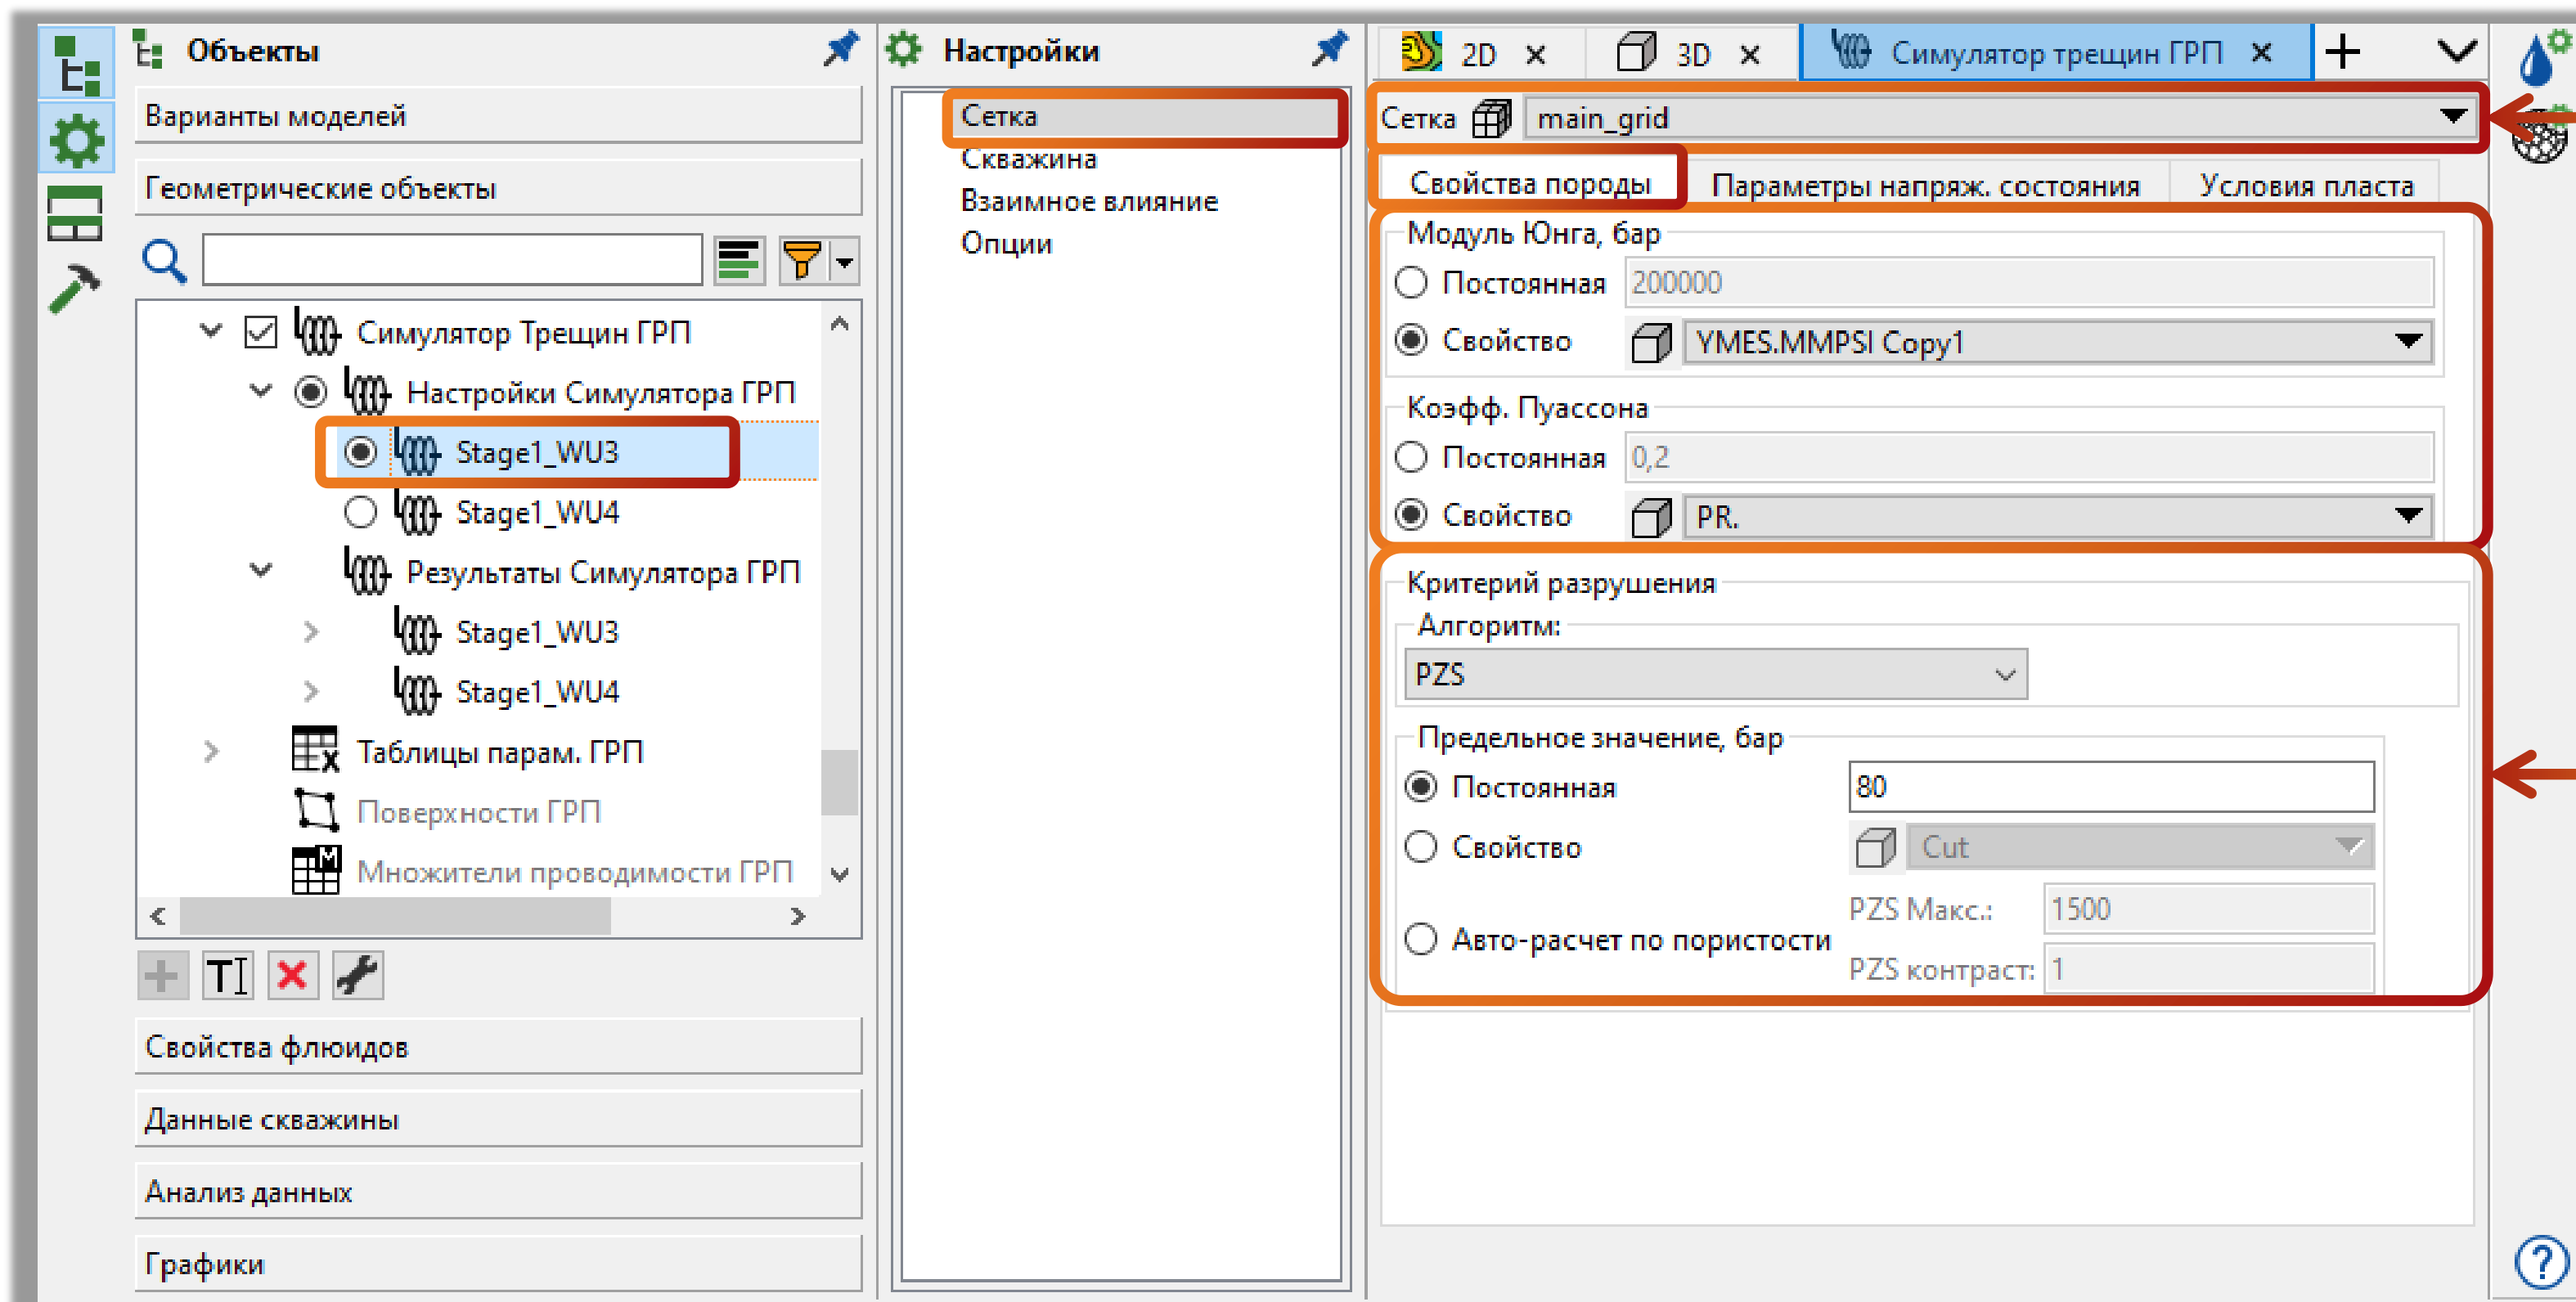 Объекты
Варианты моделей
Геометрические объекты
Симулятор Трещин ГРП
Настройки Симулятора ГРП
Stage1_WU3
Stage1_WU4
Результаты Симулятора ГРП
Stage1_WU3
Stage1_WU4
Таблицы парам. ГРП
Поверхности ГРП
Множители проводимости ГРП
Свойства флюидов
Данные скважины
Анализ данных
Графики
Настройки
Сетка
Скважина
Взаимное влияние
Опции
2D 3D Симулятор трещин ГРП
Сетка main_grid
Свойства породы Параметры напряж. состояния Условия пласта
Модуль Юнга, бар
Постоянная 200000
Свойство YMES.MMPSI Copy1
Коэфф. Пуассона
Постоянная 0,2
Свойство PR.
Критерий разрушения
Алгоритм:
PZS
Предельное значение, бар
Постоянная 80
Свойство Cut
PZS Макс.: 1500
Авто-расчет по пористости
PZS контраст: 1